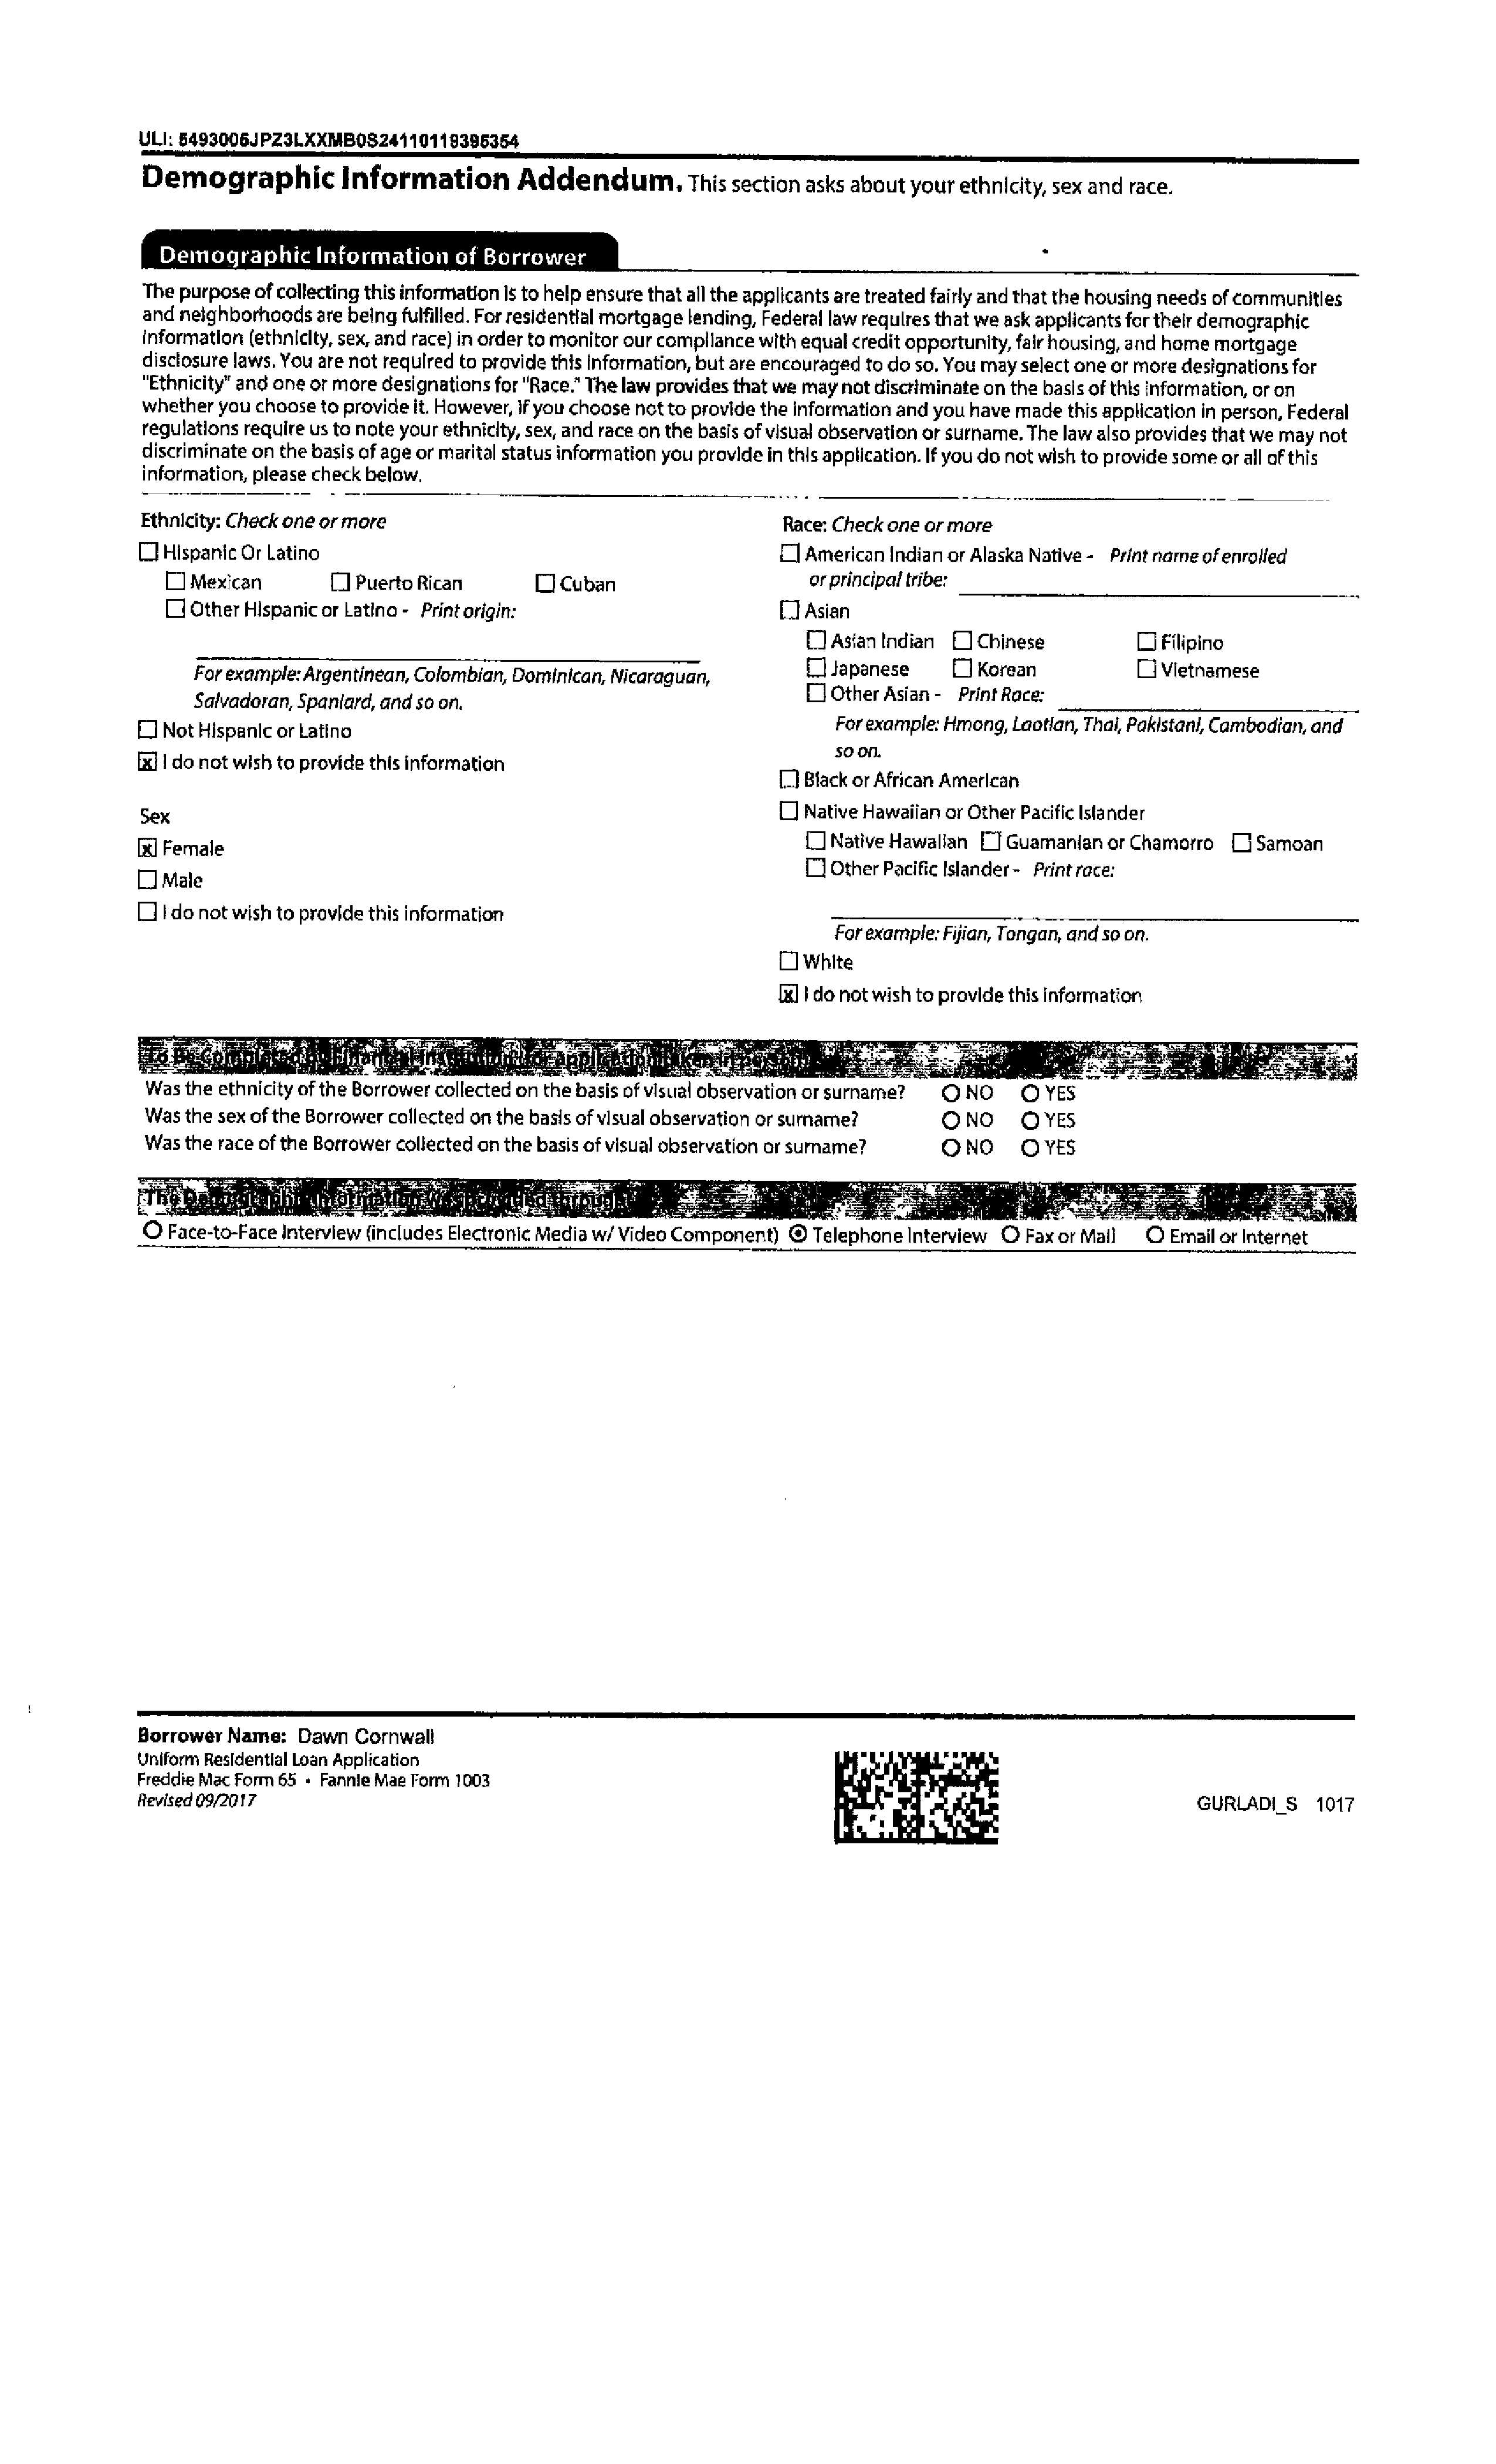 ULI: 5493005JPZ3LXXMB0S24110119395354
Demographic Information Addendum. This section asks about your ethnicity, sex and race.
Demographic Information of Borrower
The purpose of collecting this information is to help ensure that all the applicants are treated fairly and that the housing needs of communities
and neighborhoods are being fulfilled. For residential mortgage lending, Federal law requires that we ask applicants for their demographic
information (ethnicity, sex, and race) in order to monitor our compliance with equal credit opportunity, fair housing, and home mortgage
disclosure laws. You are not required to provide this information, but are encouraged to do so. You may select one or more designations for
"Ethnicity" and one or more designations for "Race." The law provides that we may not discriminate on the basis of this information, or on
whether you choose to provide it. However, if you choose not to provide the information and you have made this application in person, Federal
regulations require us to note your ethnicity, sex, and race on the basis of visual observation or surname. The law also provides that we may not
discriminate on the basis of age or marital status information you provide in this application. If you do not wish to provide some or all of this
information, please check below.
Ethnicity: Check one or more
☐ Hispanic Or Latino
☐ Mexican ☐ Puerto Rican ☐ Cuban
☐ Other Hispanic or Latino - Print origin:
For example: Argentinean, Colombian, Dominican, Nicaraguan,
Salvadoran, Spaniard, and so on.
☐ Not Hispanic or Latino
☒ I do not wish to provide this information
Sex
☒ Female
☐ Male
☐ I do not wish to provide this information
Race: Check one or more
☐ American Indian or Alaska Native - Print name of enrolled
or principal tribe:
☐ Asian
☐ Asian Indian ☐ Chinese ☐ Filipino
☐ Japanese ☐ Korean ☐ Vietnamese
☐ Other Asian - Print Race:
For example: Hmong, Laotian, Thai, Pakistani, Cambodian, and
so on.
☐ Black or African American
☐ Native Hawaiian or Other Pacific Islander
☐ Native Hawaiian ☐ Guamanian or Chamorro ☐ Samoan
☐ Other Pacific Islander - Print race:
For example: Fijian, Tongan, and so on.
☐ White
☒ I do not wish to provide this information
To Be Completed by Financial Institution (for application taken in person):
Was the ethnicity of the Borrower collected on the basis of visual observation or surname? ○ NO ○ YES
Was the sex of the Borrower collected on the basis of visual observation or surname? ○ NO ○ YES
Was the race of the Borrower collected on the basis of visual observation or surname? ○ NO ○ YES
The Demographic Information was provided through:
○ Face-to-Face Interview (includes Electronic Media w/ Video Component) ◉ Telephone Interview ○ Fax or Mail ○ Email or Internet
Borrower Name: Dawn Cornwall
Uniform Residential Loan Application
Freddie Mac Form 65 • Fannie Mae Form 1003
Revised 09/2017
GURLADI_S 1017